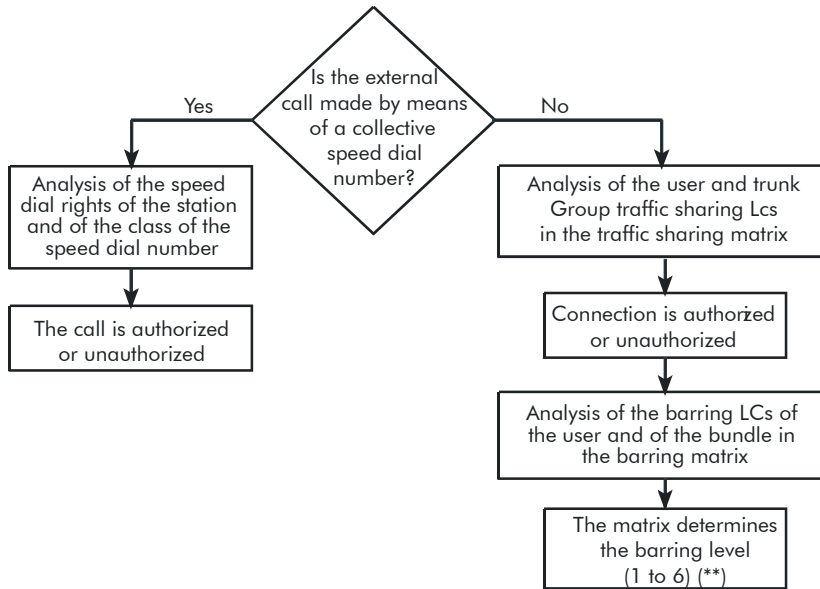 Is the external
call made by means
of a collective
speed dial
number?
Yes
No
Analysis of the speed
dial rights of the station
and of the class of the
speed dial number
The call is authorized
or unauthorized
Analysis of the user and trunk
Group traffic sharing Lcs
in the traffic sharing matrix
Connection is authorized
or unauthorized
Analysis of the barring LCs of
the user and of the bundle in
the barring matrix
The matrix determines
the barring level
(1 to 6) (**)